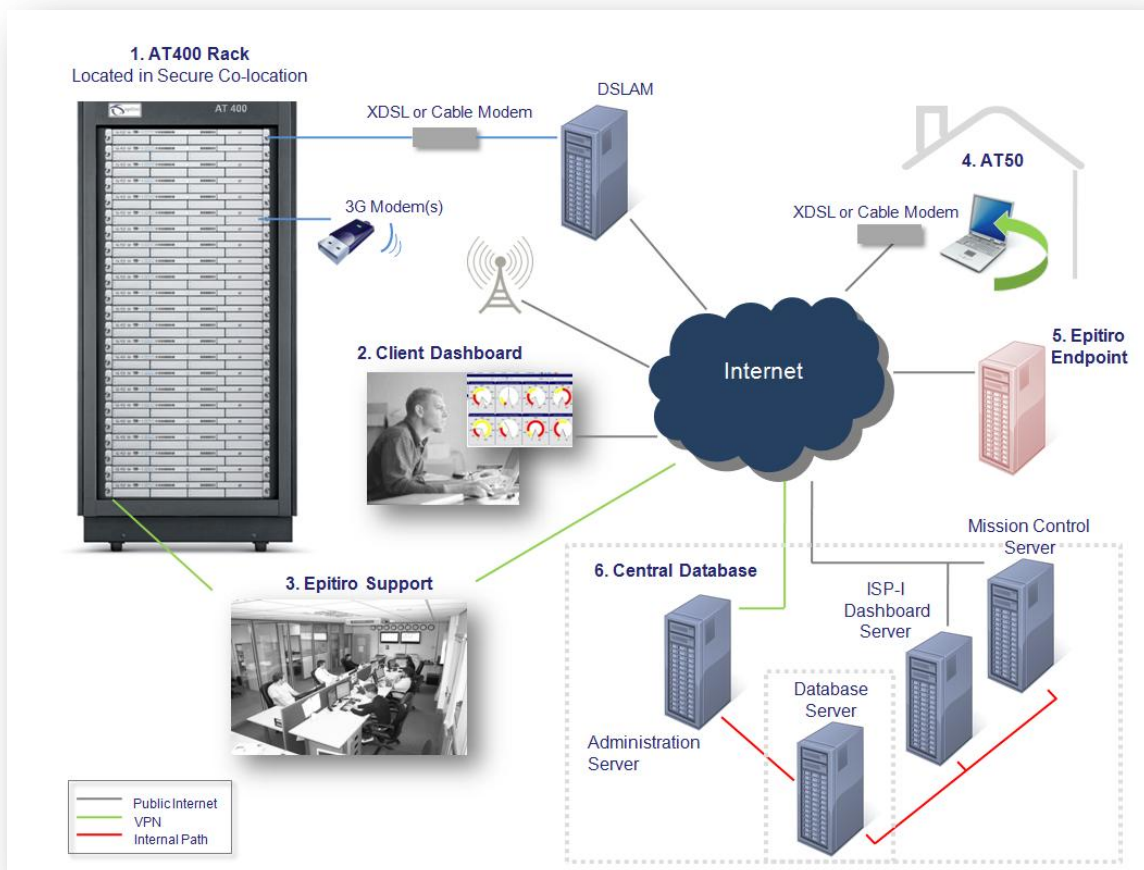 1. AT400 Rack
Located in Secure Co-location
AT 400
XDSL or Cable Modem
DSLAM
3G Modem(s)
4. AT50
XDSL or Cable Modem
2. Client Dashboard
Internet
5. Epitiro
Endpoint
3. Epitiro Support
6. Central Database
Mission Control
Server
ISP-I
Dashboard
Server
Database
Server
Administration
Server
Public Internet
VPN
Internal Path